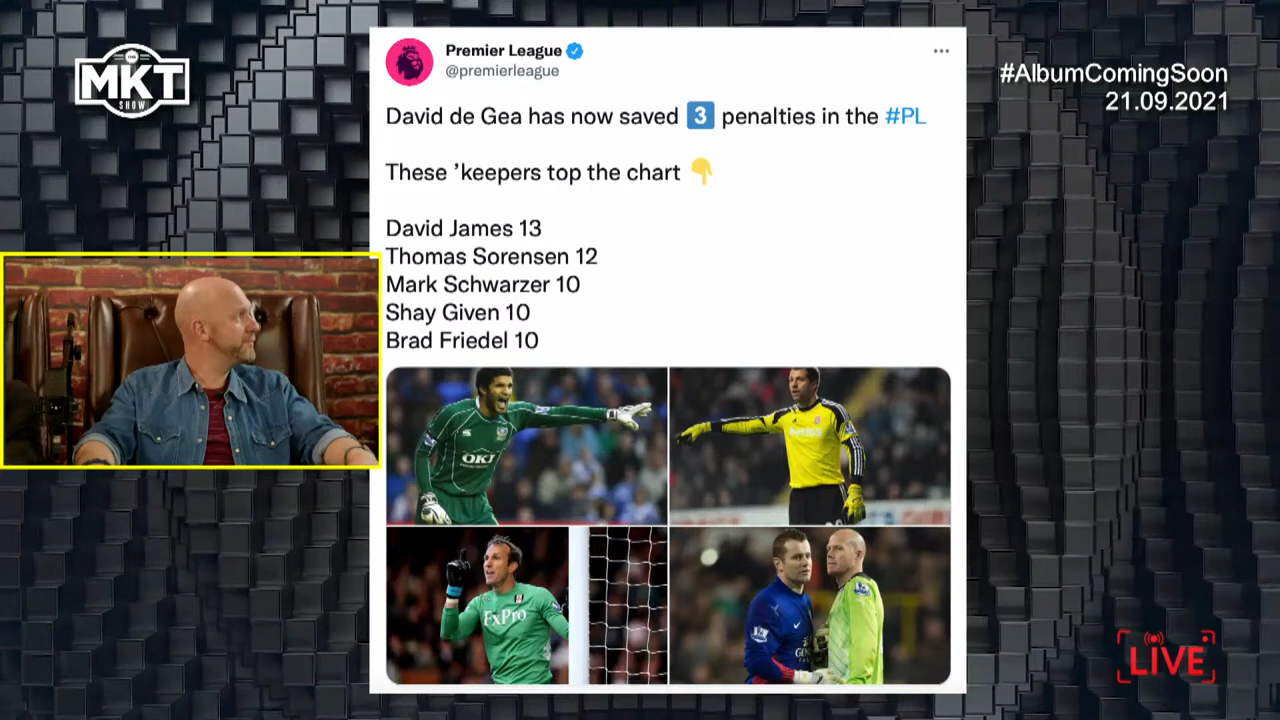 MKT
SHOW
Premier League
@premierleague
#AlbumComingSoon
21.09.2021
David de Gea has now saved 3 penalties in the #PL
These ’keepers top the chart
David James 13
Thomas Sorensen 12
Mark Schwarzer 10
Shay Given 10
Brad Friedel 10
OKI
ExPro
LIVE